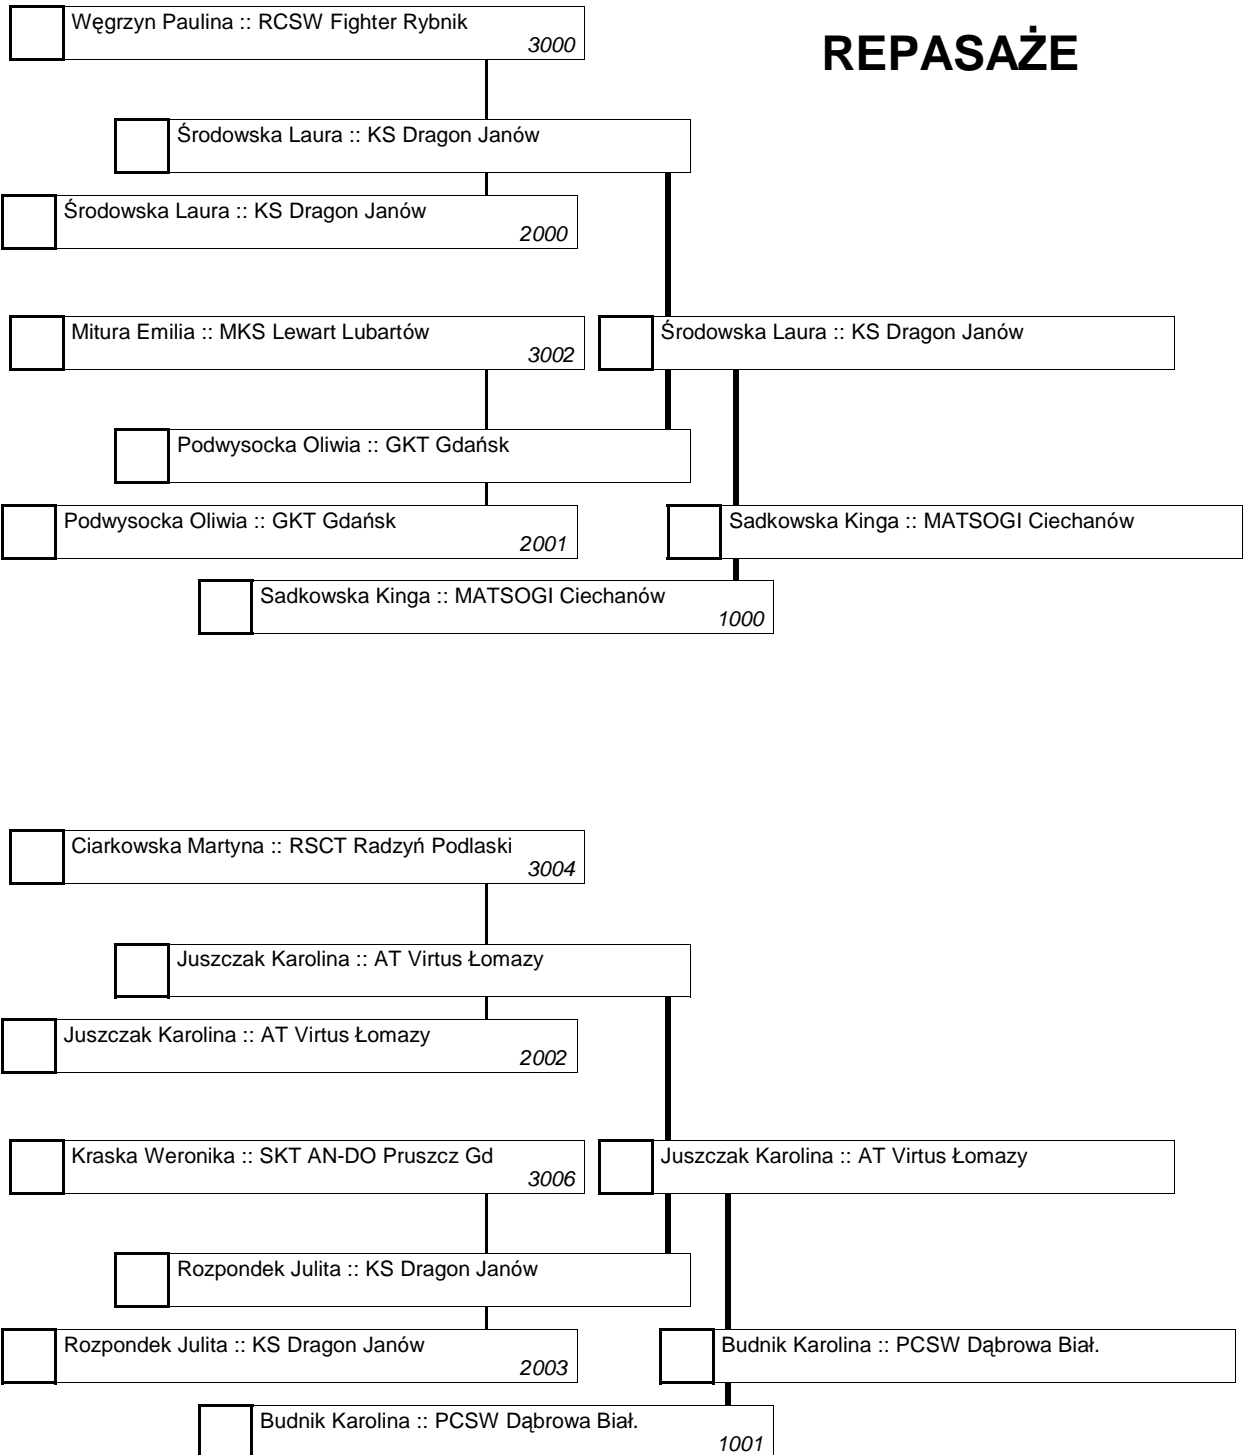 Węgrzyn Paulina :: RCSW Fighter Rybnik
3000
REPASAŻE
Środowska Laura :: KS Dragon Janów
Środowska Laura :: KS Dragon Janów
2000
Mitura Emilia :: MKS Lewart Lubartów
3002
Środowska Laura :: KS Dragon Janów
Podwysocka Oliwia :: GKT Gdańsk
Podwysocka Oliwia :: GKT Gdańsk
2001
Sadkowska Kinga :: MATSOGI Ciechanów
Sadkowska Kinga :: MATSOGI Ciechanów
1000
Ciarkowska Martyna :: RSCT Radzyń Podlaski
3004
Juszczak Karolina :: AT Virtus Łomazy
Juszczak Karolina :: AT Virtus Łomazy
2002
Kraska Weronika :: SKT AN-DO Pruszcz Gd
3006
Juszczak Karolina :: AT Virtus Łomazy
Rozpondek Julita :: KS Dragon Janów
Rozpondek Julita :: KS Dragon Janów
2003
Budnik Karolina :: PCSW Dąbrowa Biał.
Budnik Karolina :: PCSW Dąbrowa Biał.
1001